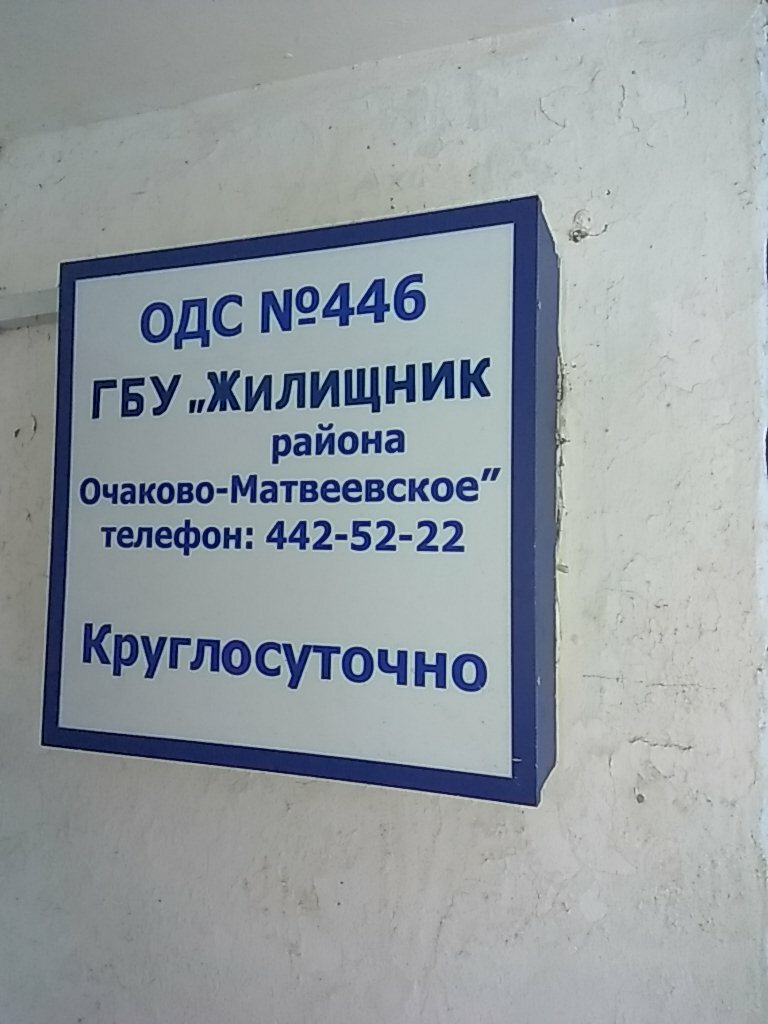 ОДС №446
ГБУ „Жилищник
района
Очаково-Матвеевское”
телефон: 442-52-22
Круглосуточно